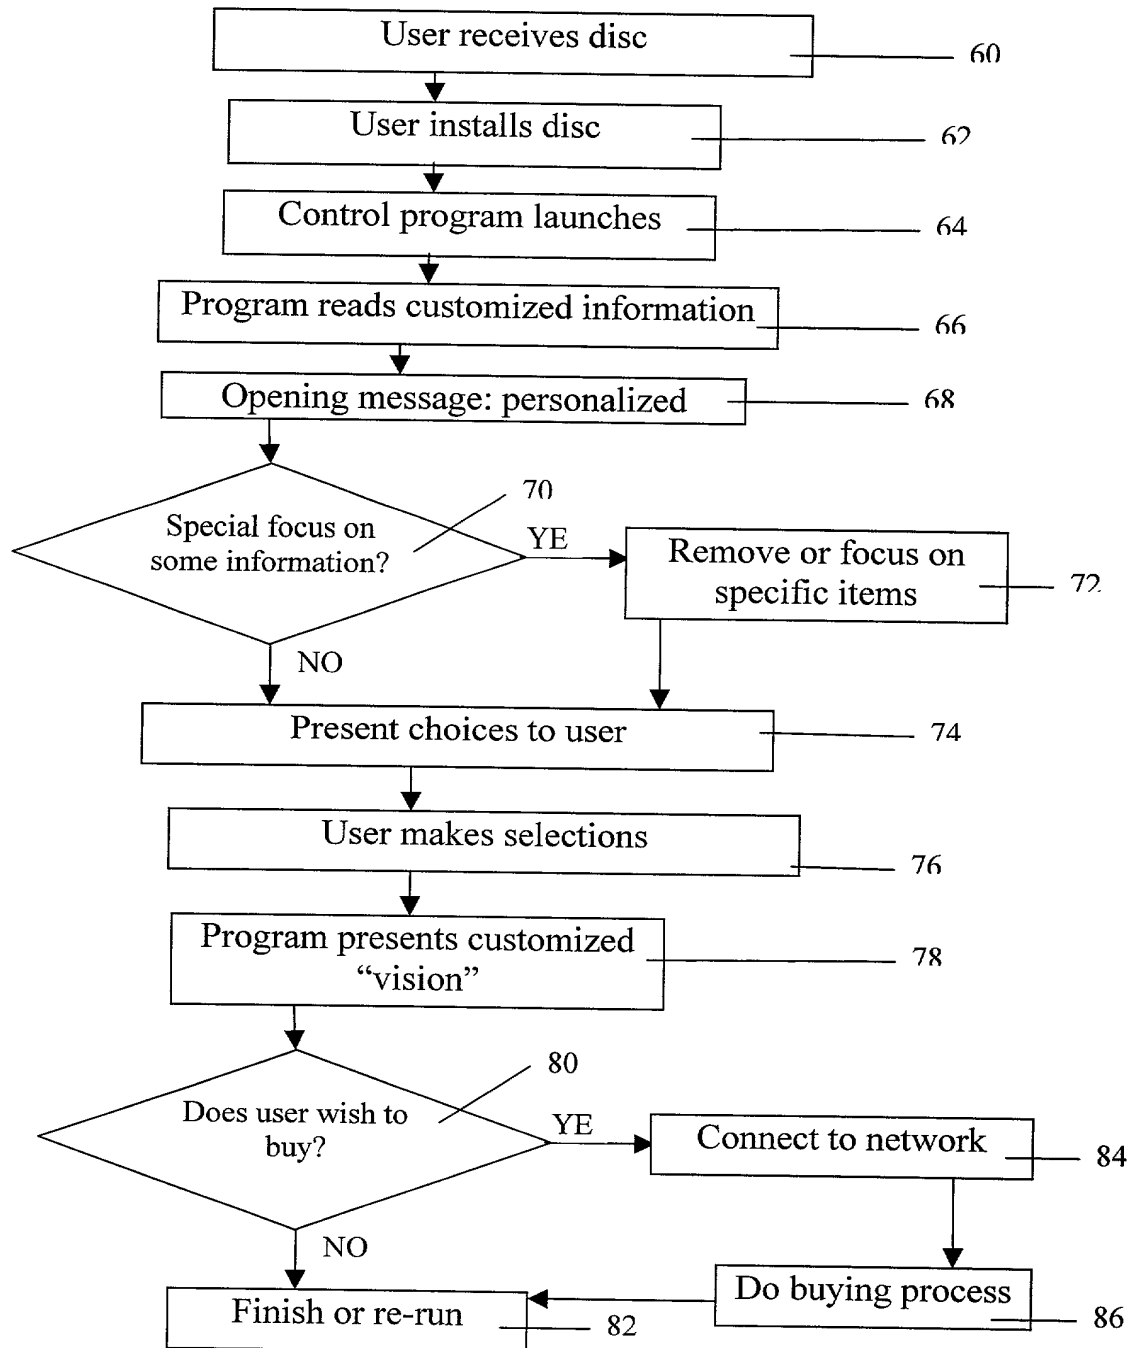 User receives disc
60
User installs disc
62
Control program launches
64
Program reads customized information
66
Opening message: personalized
68
70
Special focus on
some information?
YE
Remove or focus on
specific items
72
NO
Present choices to user
74
User makes selections
76
Program presents customized
“vision”
78
80
Does user wish to
buy?
YE
Connect to network
84
NO
Do buying process
86
Finish or re-run
82